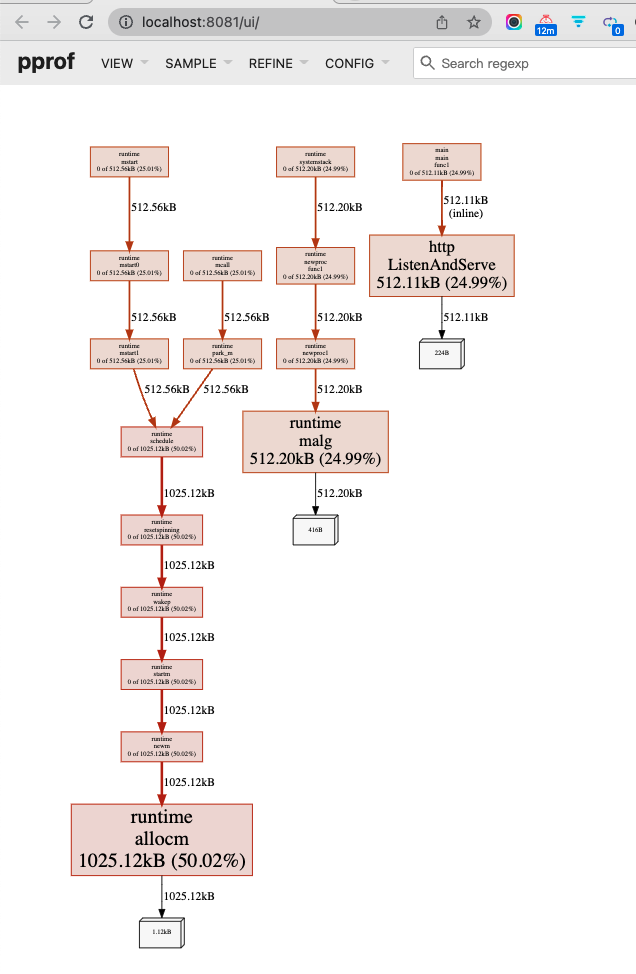 localhost:8081/ui/
12m
0
pprof
VIEW
SAMPLE
REFINE
CONFIG
Search regexp
runtime
mstart
0 of 512.56kB (25.01%)
runtime
systemstack
0 of 512.20kB (24.99%)
main
main
func1
0 of 512.11kB (24.99%)
512.56kB
512.20kB
512.11kB
(inline)
runtime
mstart0
0 of 512.56kB (25.01%)
runtime
mcall
0 of 512.56kB (25.01%)
runtime
newproc
func1
0 of 512.20kB (24.99%)
http
ListenAndServe
512.11kB (24.99%)
512.56kB
512.56kB
512.20kB
512.11kB
runtime
mstart1
0 of 512.56kB (25.01%)
runtime
park_m
0 of 512.56kB (25.01%)
runtime
newproc1
0 of 512.20kB (24.99%)
224B
512.56kB
512.56kB
512.20kB
runtime
schedule
0 of 1025.12kB (50.02%)
runtime
malg
512.20kB (24.99%)
1025.12kB
512.20kB
runtime
resetspinning
0 of 1025.12kB (50.02%)
416B
1025.12kB
runtime
wakep
0 of 1025.12kB (50.02%)
1025.12kB
runtime
startm
0 of 1025.12kB (50.02%)
1025.12kB
runtime
newm
0 of 1025.12kB (50.02%)
1025.12kB
runtime
allocm
1025.12kB (50.02%)
1025.12kB
1.12kB